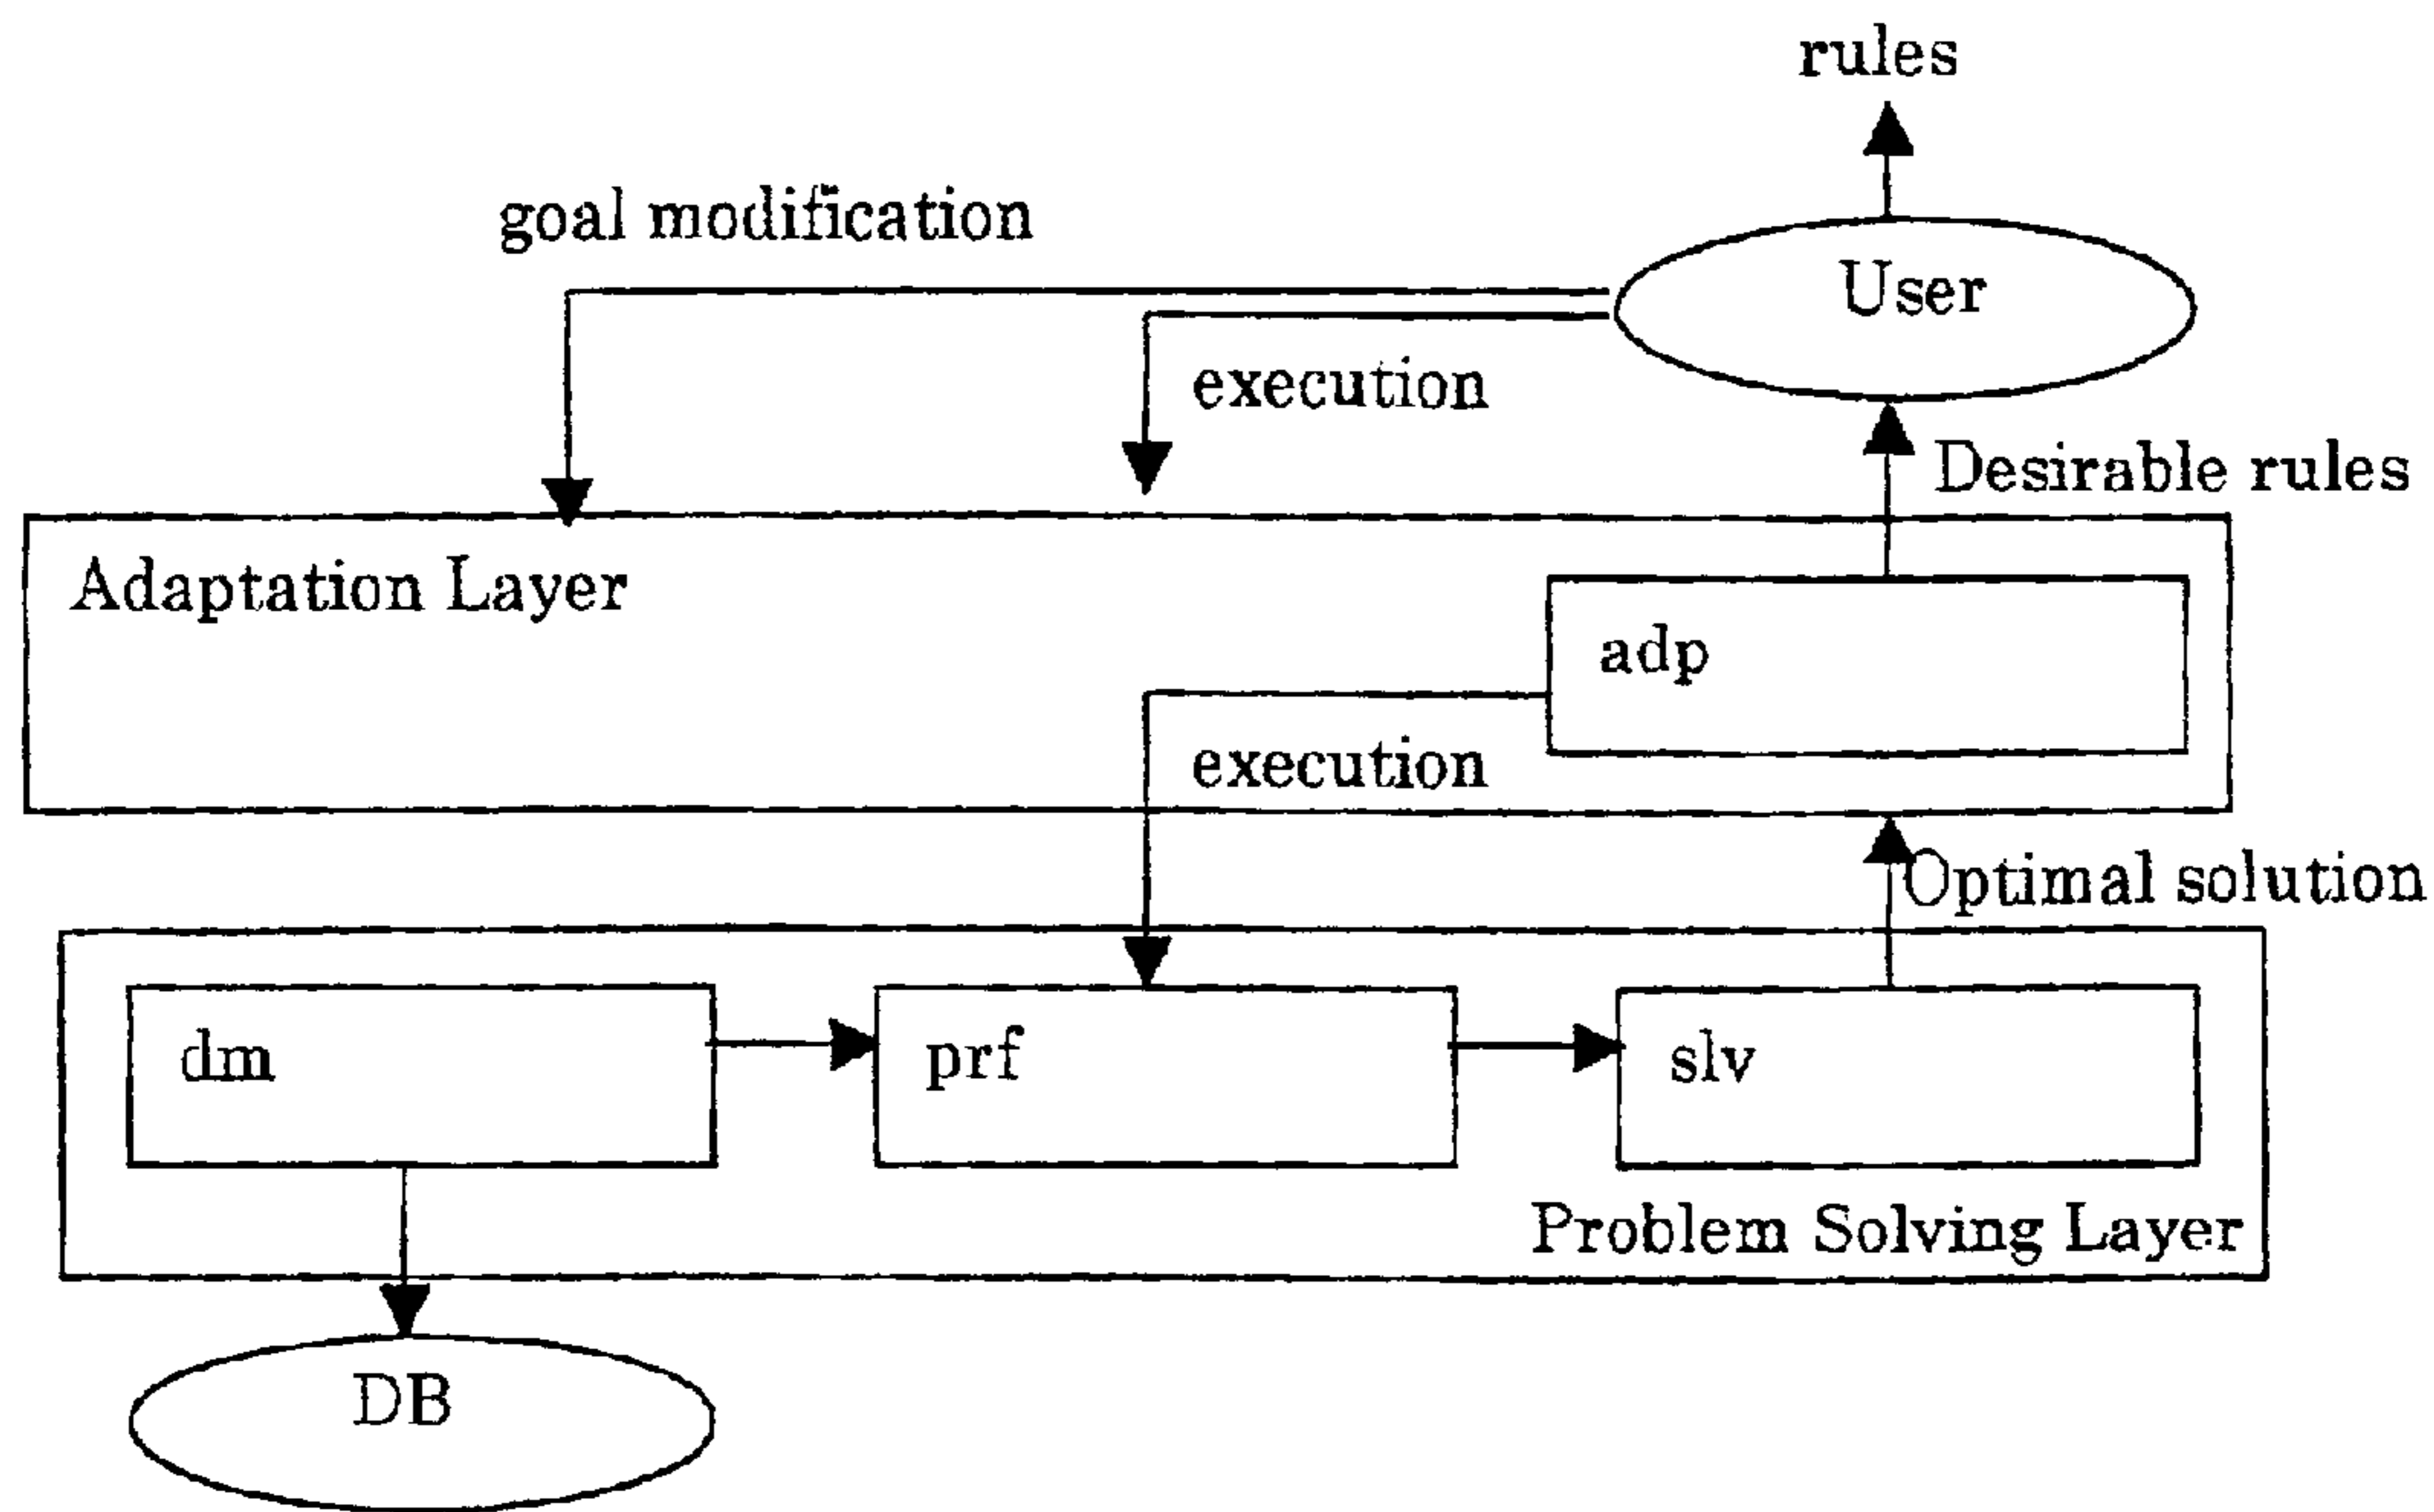 rules
goal modification
User
execution
Desirable rules
Adaptation Layer
adp
execution
Optimal solution
dm
prf
slv
Problem Solving Layer
DB